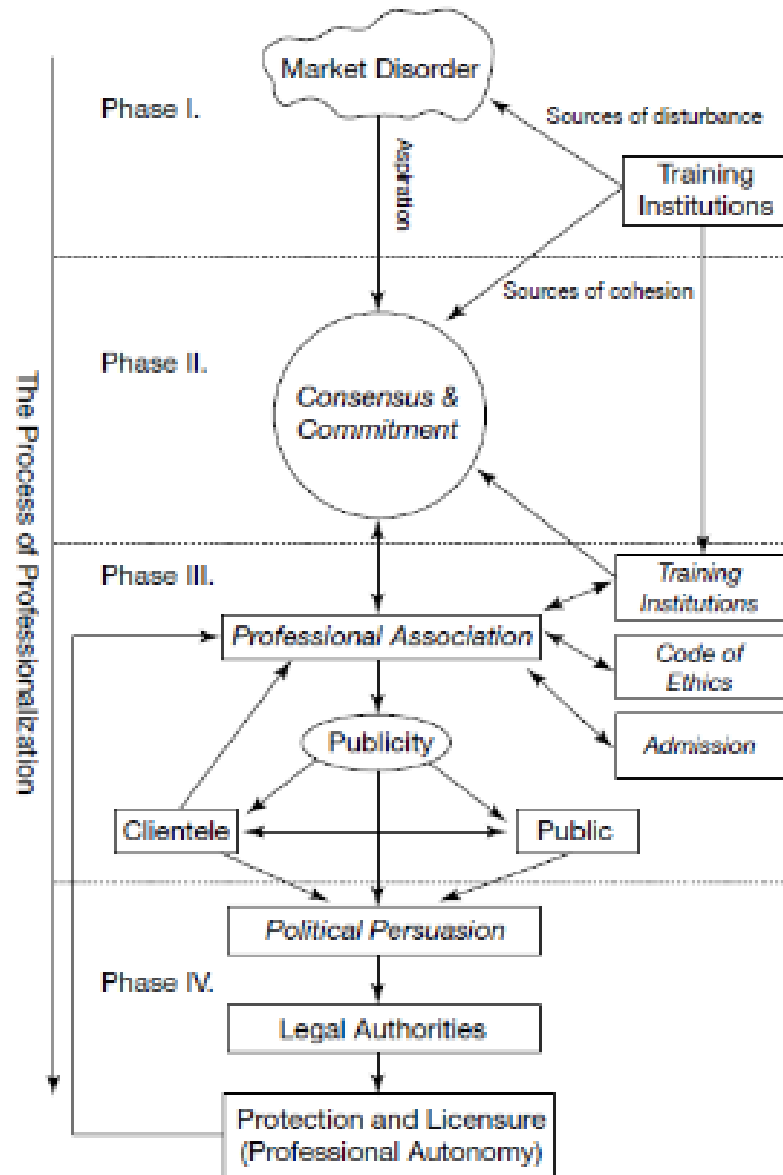 Market Disorder
Phase I.
Sources of disturbance
Aspiration
Training
Institutions
Sources of cohesion
Phase II.
Consensus &
Commitment
The Process of Professionalization
Phase III.
Training
Institutions
Professional Association
Code of
Ethics
Publicity
Admission
Clientele
Public
Political Persuasion
Phase IV.
Legal Authorities
Protection and Licensure
(Professional Autonomy)